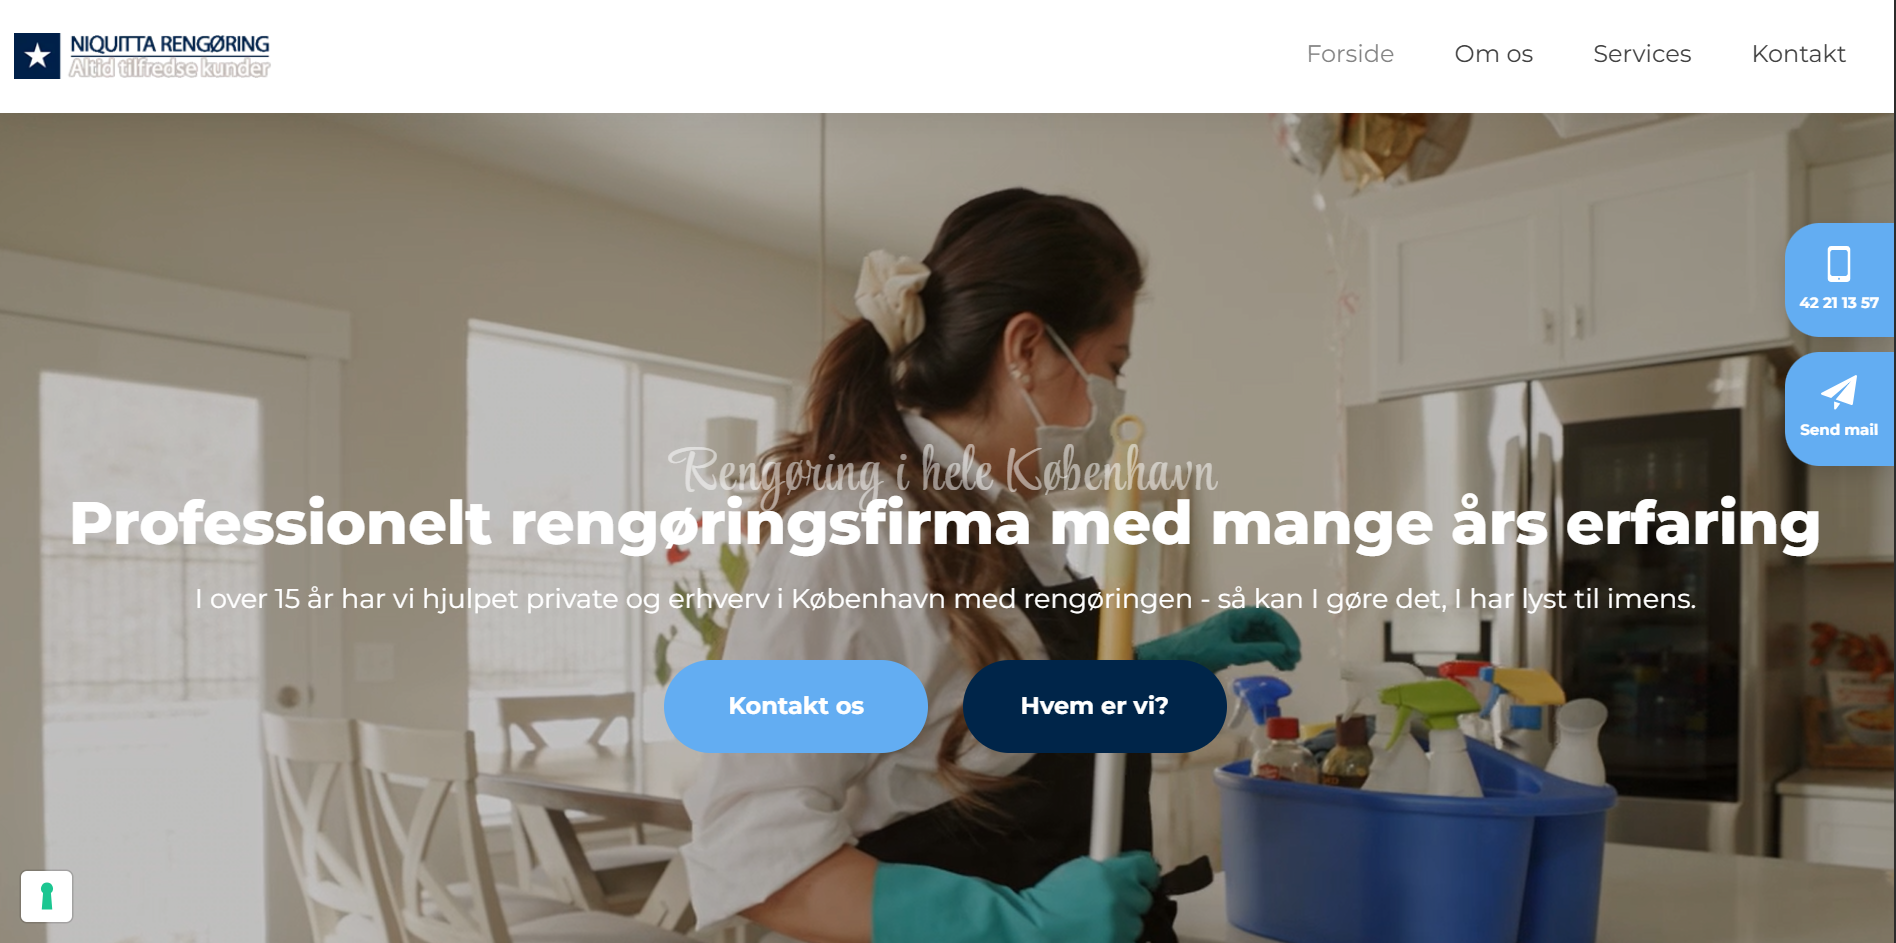 NIQUITTA RENGØRING
Altid tilfredse kunder
Forside
Om os
Services
Kontakt
42 21 13 57
Send mail
Rengøring i hele København
Professionelt rengøringsfirma med mange års erfaring
I over 15 år har vi hjulpet private og erhverv i København med rengøringen - så kan I gøre det, I har lyst til imens.
Kontakt os
Hvem er vi?